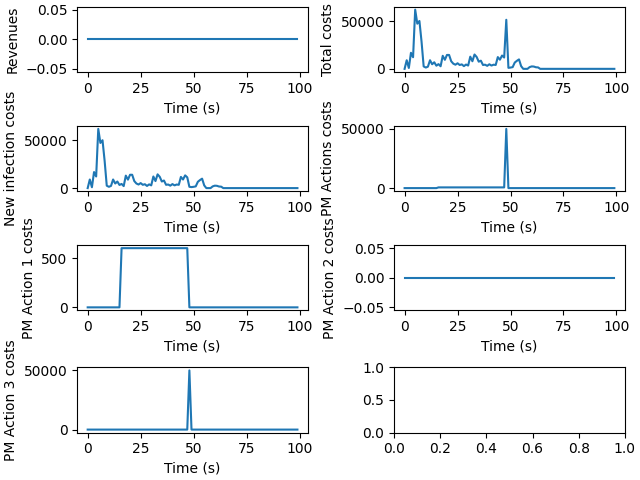 Revenues
0.05
0.00
−0.05
0 25 50 75 100
Time (s)
Total costs
50000
0
0 25 50 75 100
Time (s)
New infection costs
50000
0
0 25 50 75 100
Time (s)
PM Actions costs
50000
0
0 25 50 75 100
Time (s)
PM Action 1 costs
500
0
0 25 50 75 100
Time (s)
PM Action 2 costs
0.05
0.00
−0.05
0 25 50 75 100
Time (s)
PM Action 3 costs
50000
0
0 25 50 75 100
Time (s)
1.0
0.5
0.0
0.0 0.2 0.4 0.6 0.8 1.0